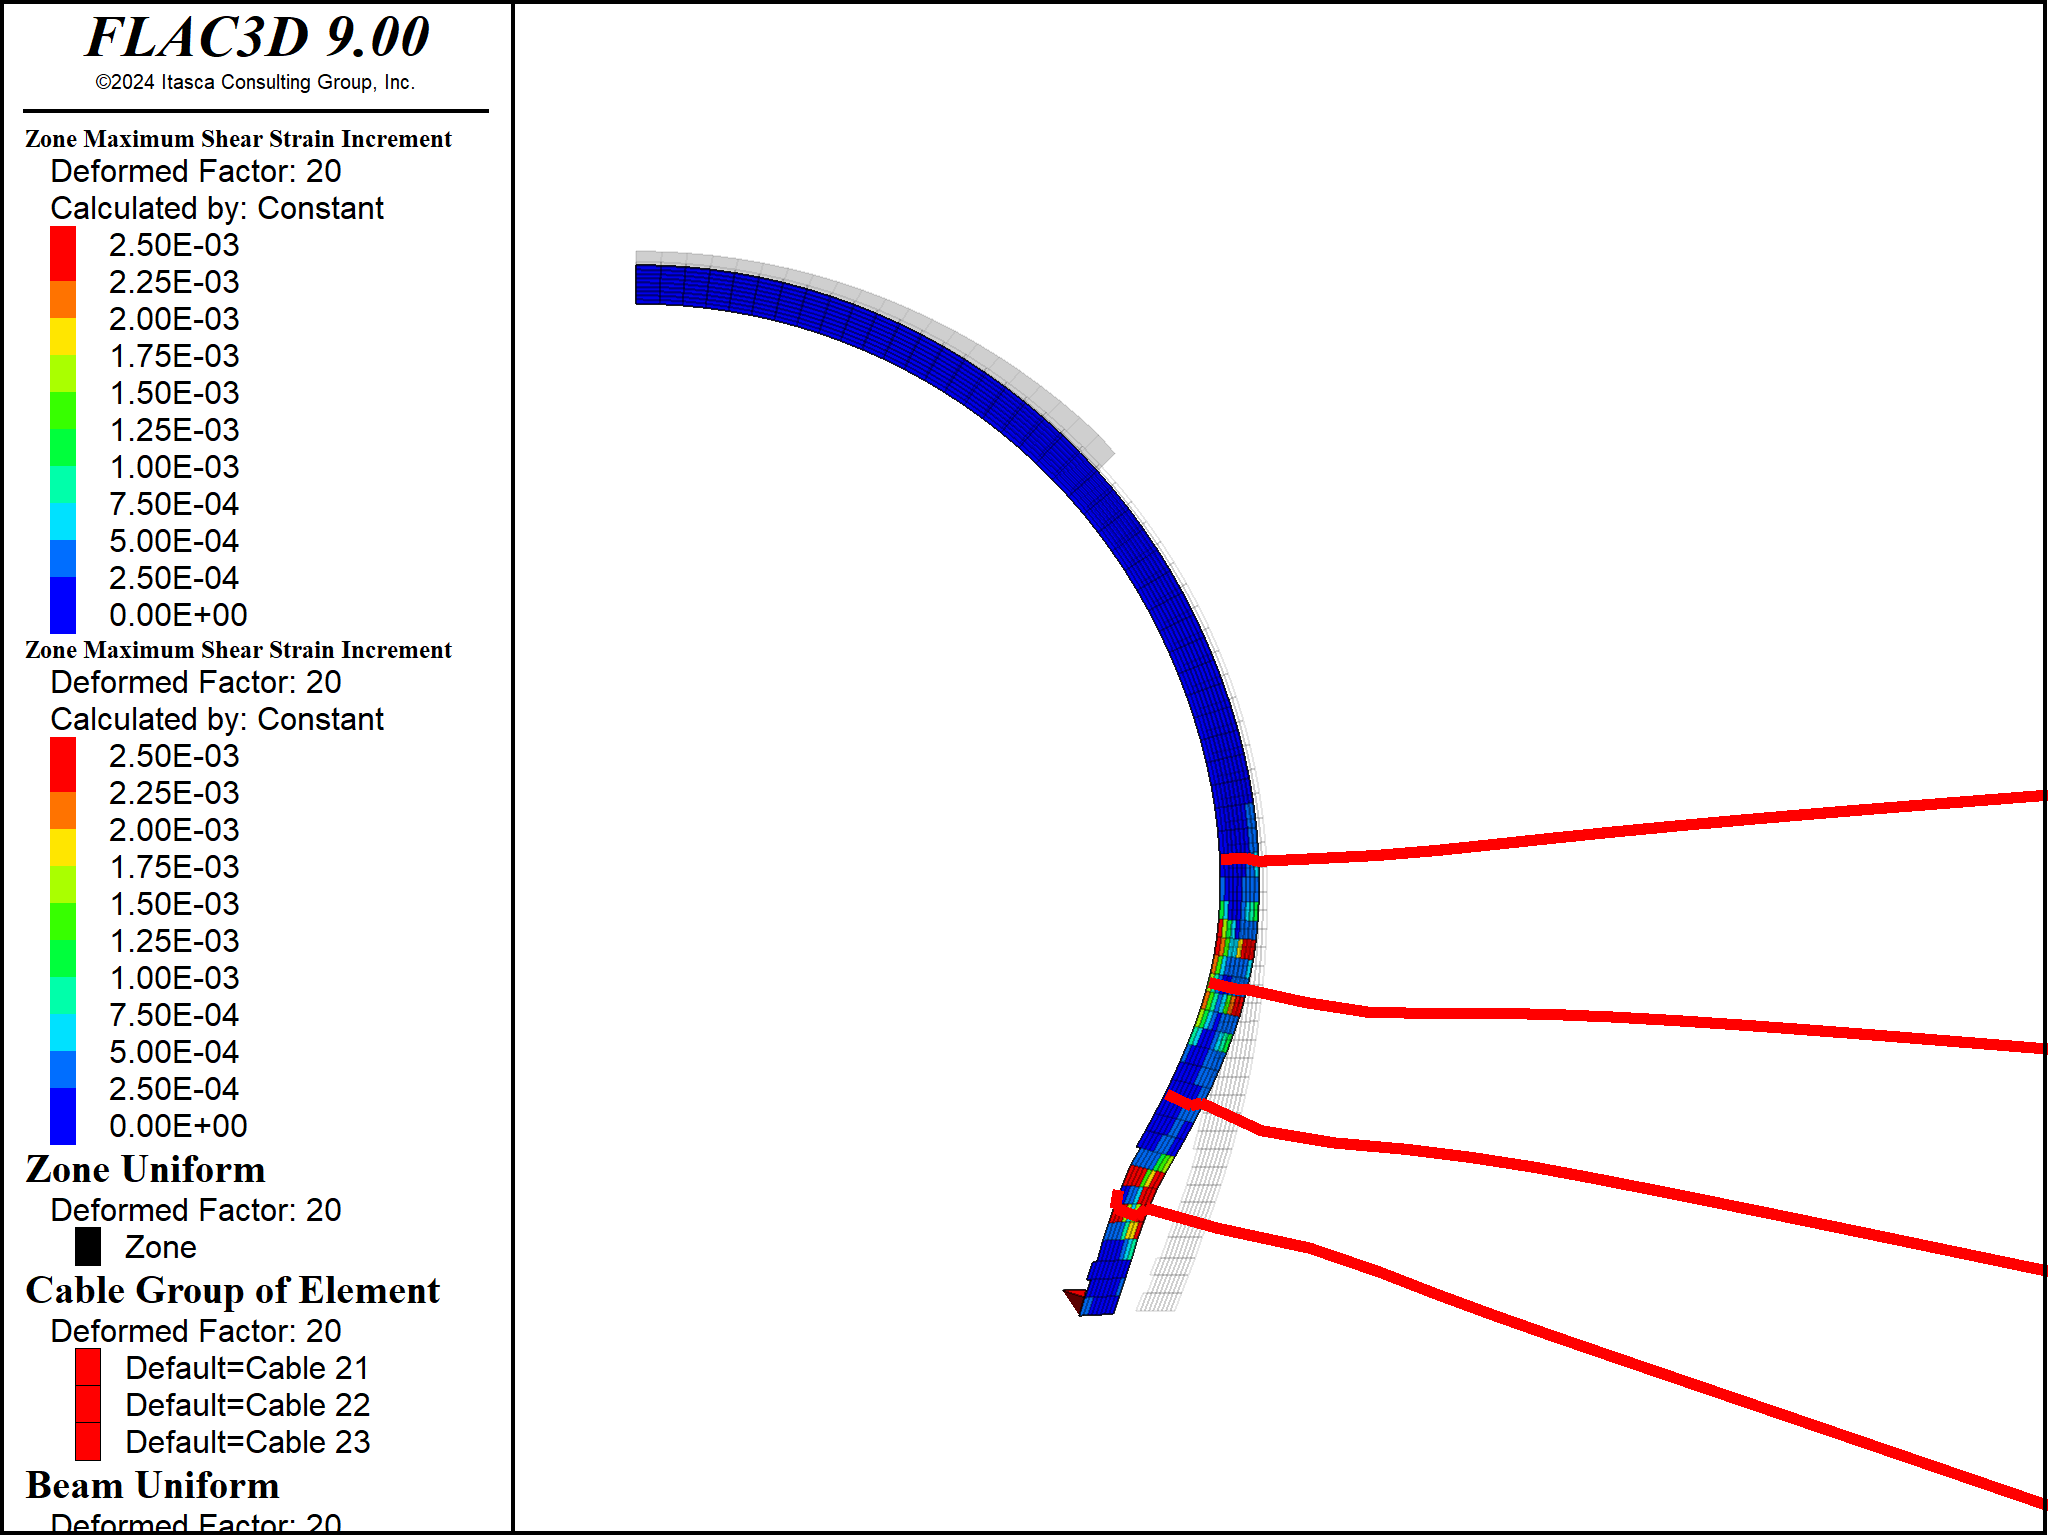 FLAC3D 9.00
©2024 Itasca Consulting Group, Inc.
Zone Maximum Shear Strain Increment
Deformed Factor: 20
Calculated by: Constant
2.50E-03
2.25E-03
2.00E-03
1.75E-03
1.50E-03
1.25E-03
1.00E-03
7.50E-04
5.00E-04
2.50E-04
0.00E+00
Zone Maximum Shear Strain Increment
Deformed Factor: 20
Calculated by: Constant
2.50E-03
2.25E-03
2.00E-03
1.75E-03
1.50E-03
1.25E-03
1.00E-03
7.50E-04
5.00E-04
2.50E-04
0.00E+00
Zone Uniform
Deformed Factor: 20
Zone
Cable Group of Element
Deformed Factor: 20
Default=Cable 21
Default=Cable 22
Default=Cable 23
Beam Uniform
Deformed Factor: 20